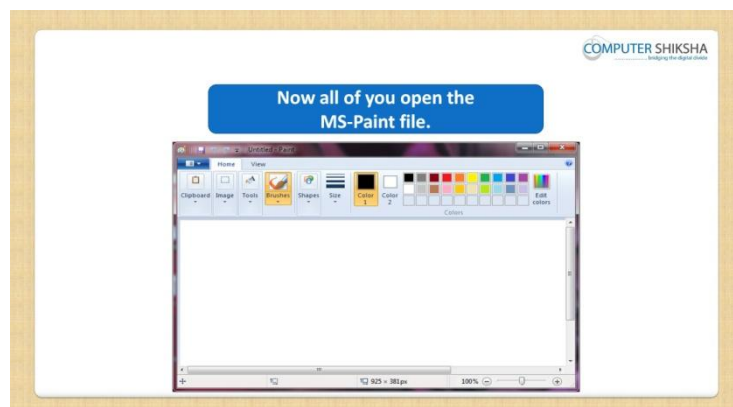 COMPUTER SHIKSHA
bridging the digital divide
Now all of you open the
MS-Paint file.
Untitled - Paint
Home View
Clipboard Image Tools Brushes Shapes Size Color 1 Color 2 Edit colors
Colors
925 × 381px 100%